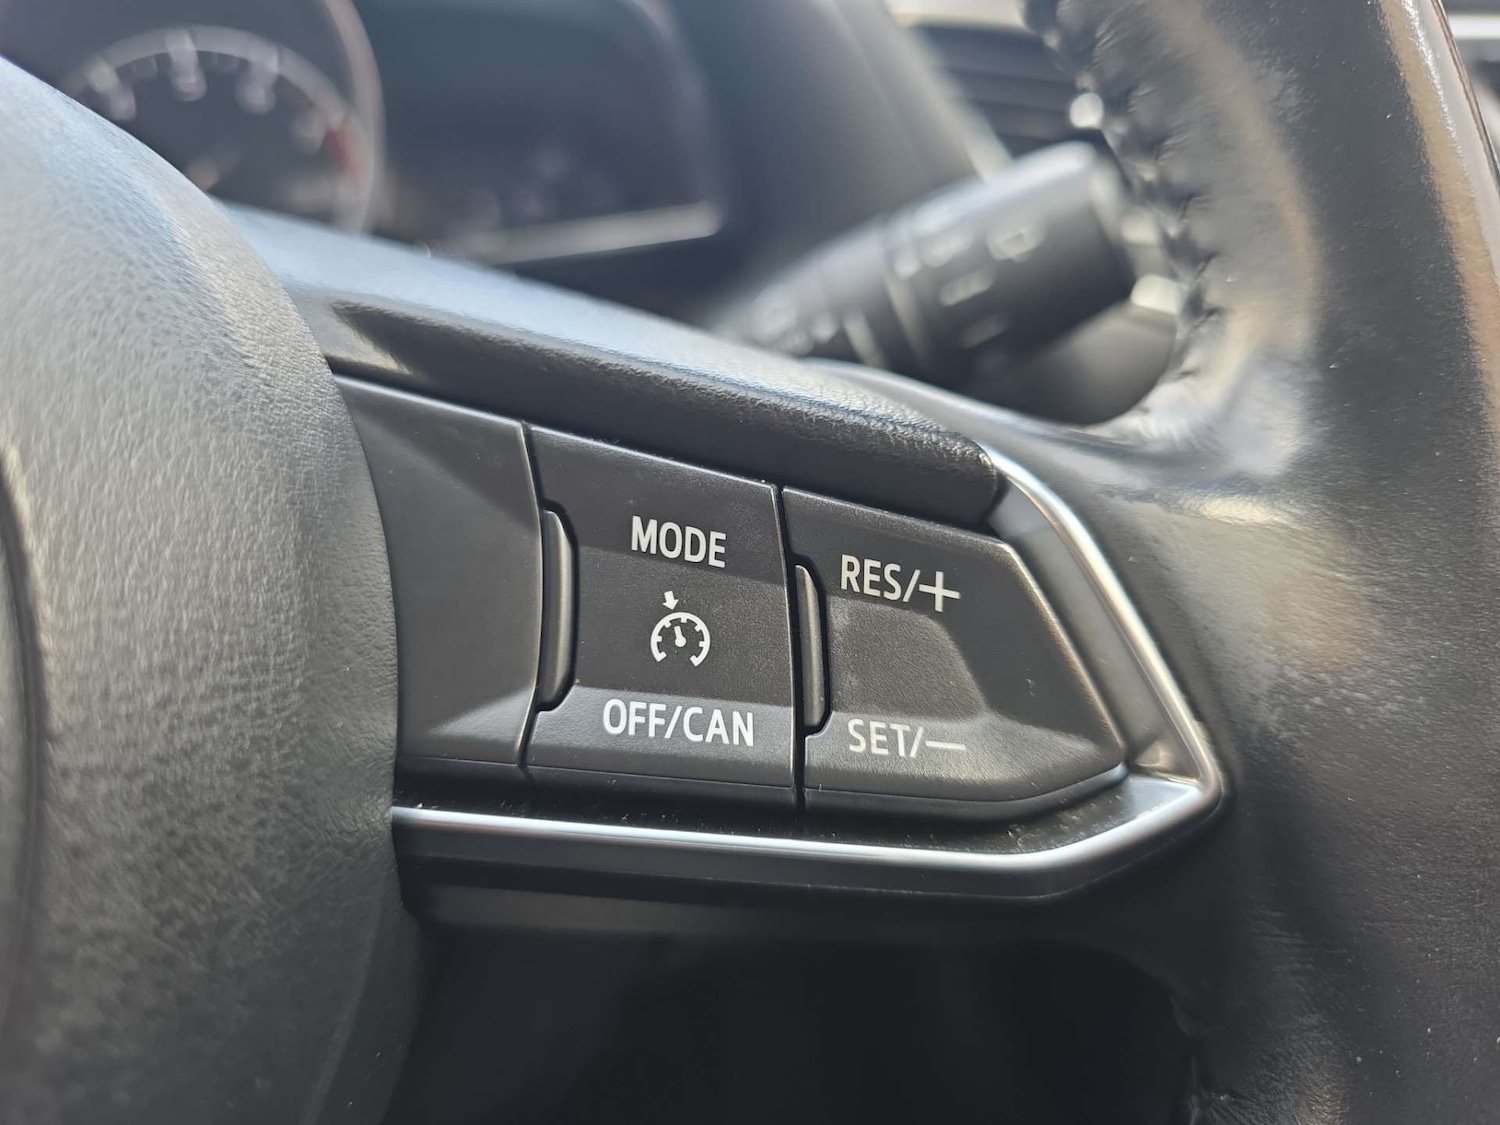 MODE
RES/+
OFF/CAN
SET/—